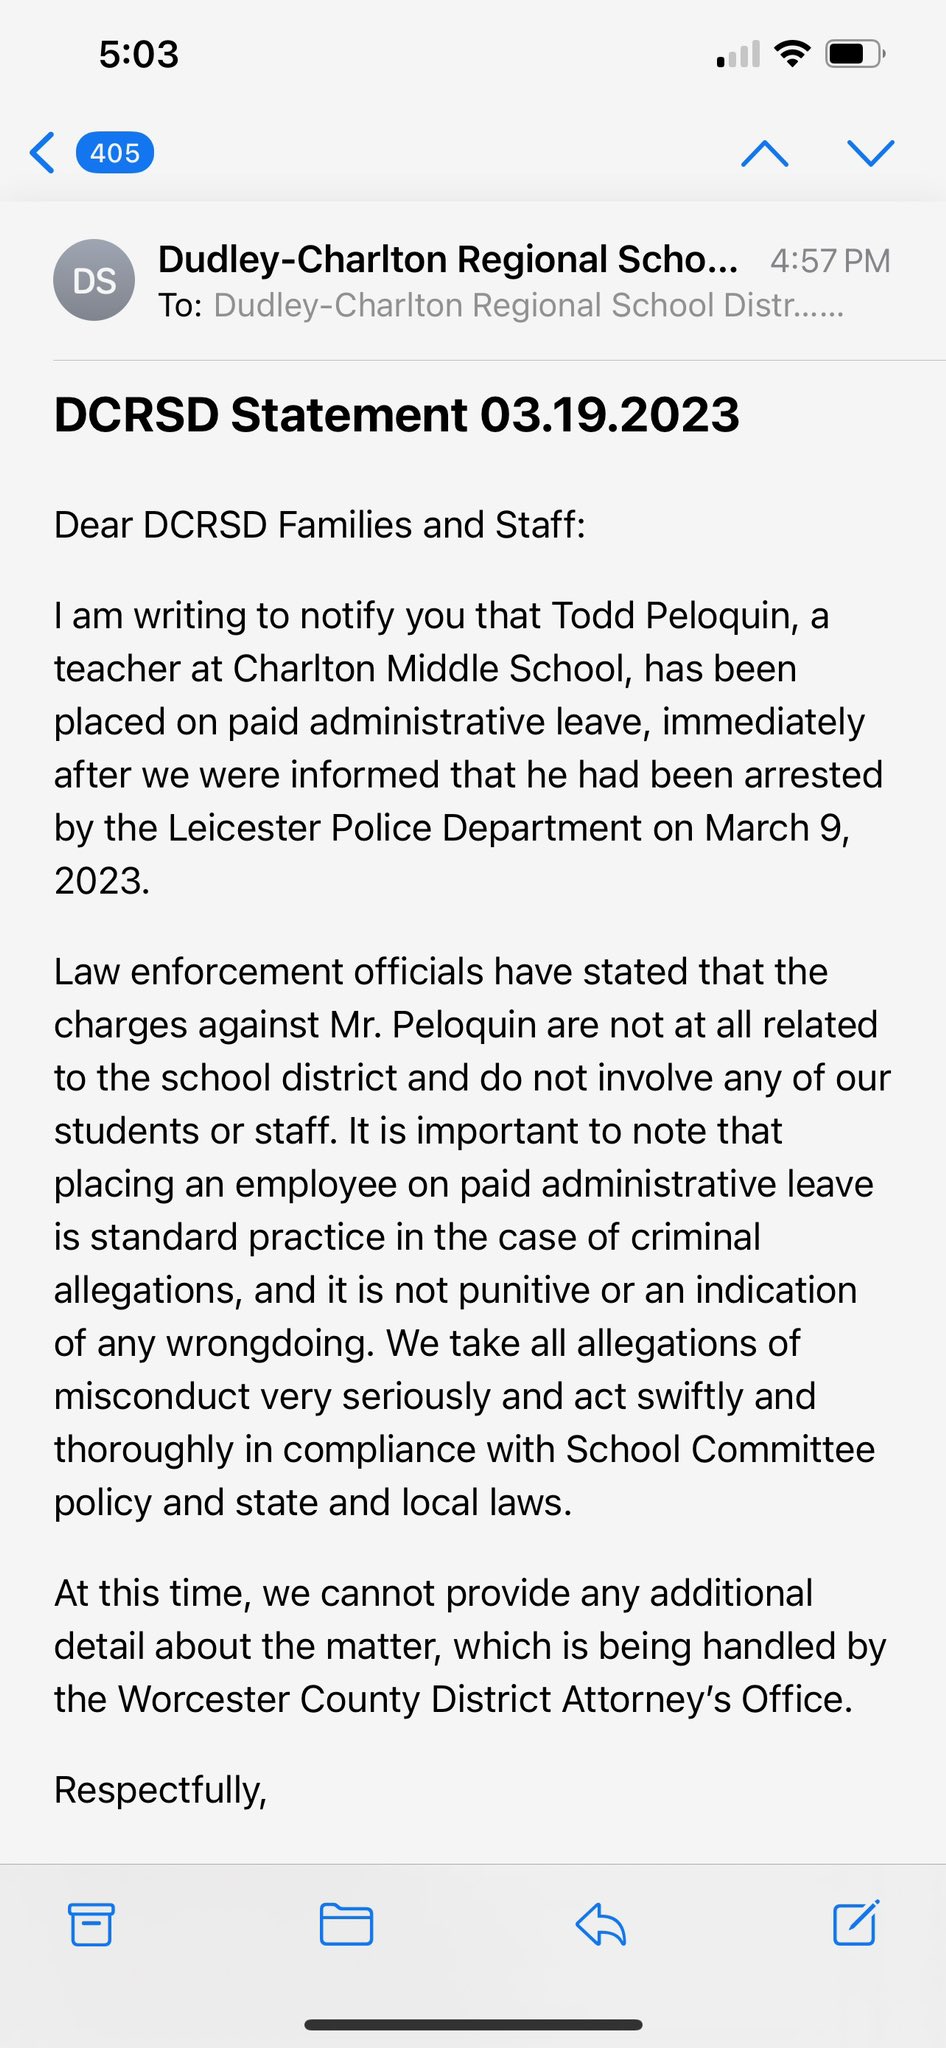 5:03
405
DS
Dudley-Charlton Regional Scho... 4:57 PM
To: Dudley-Charlton Regional School Distr......
DCRSD Statement 03.19.2023
Dear DCRSD Families and Staff:
I am writing to notify you that Todd Peloquin, a
teacher at Charlton Middle School, has been
placed on paid administrative leave, immediately
after we were informed that he had been arrested
by the Leicester Police Department on March 9,
2023.
Law enforcement officials have stated that the
charges against Mr. Peloquin are not at all related
to the school district and do not involve any of our
students or staff. It is important to note that
placing an employee on paid administrative leave
is standard practice in the case of criminal
allegations, and it is not punitive or an indication
of any wrongdoing. We take all allegations of
misconduct very seriously and act swiftly and
thoroughly in compliance with School Committee
policy and state and local laws.
At this time, we cannot provide any additional
detail about the matter, which is being handled by
the Worcester County District Attorney’s Office.
Respectfully,